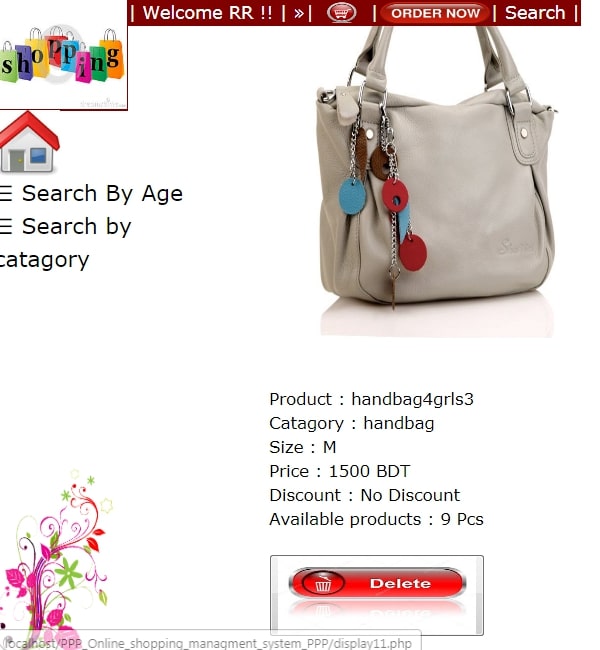 | Welcome RR !! | »| | ORDER NOW | Search |
shopping
☰ Search By Age
☰ Search by
catagory
Product : handbag4grls3
Catagory : handbag
Size : M
Price : 1500 BDT
Discount : No Discount
Available products : 9 Pcs
Delete
localhost/PPP_Online_shopping_managment_system_PPP/display11.php